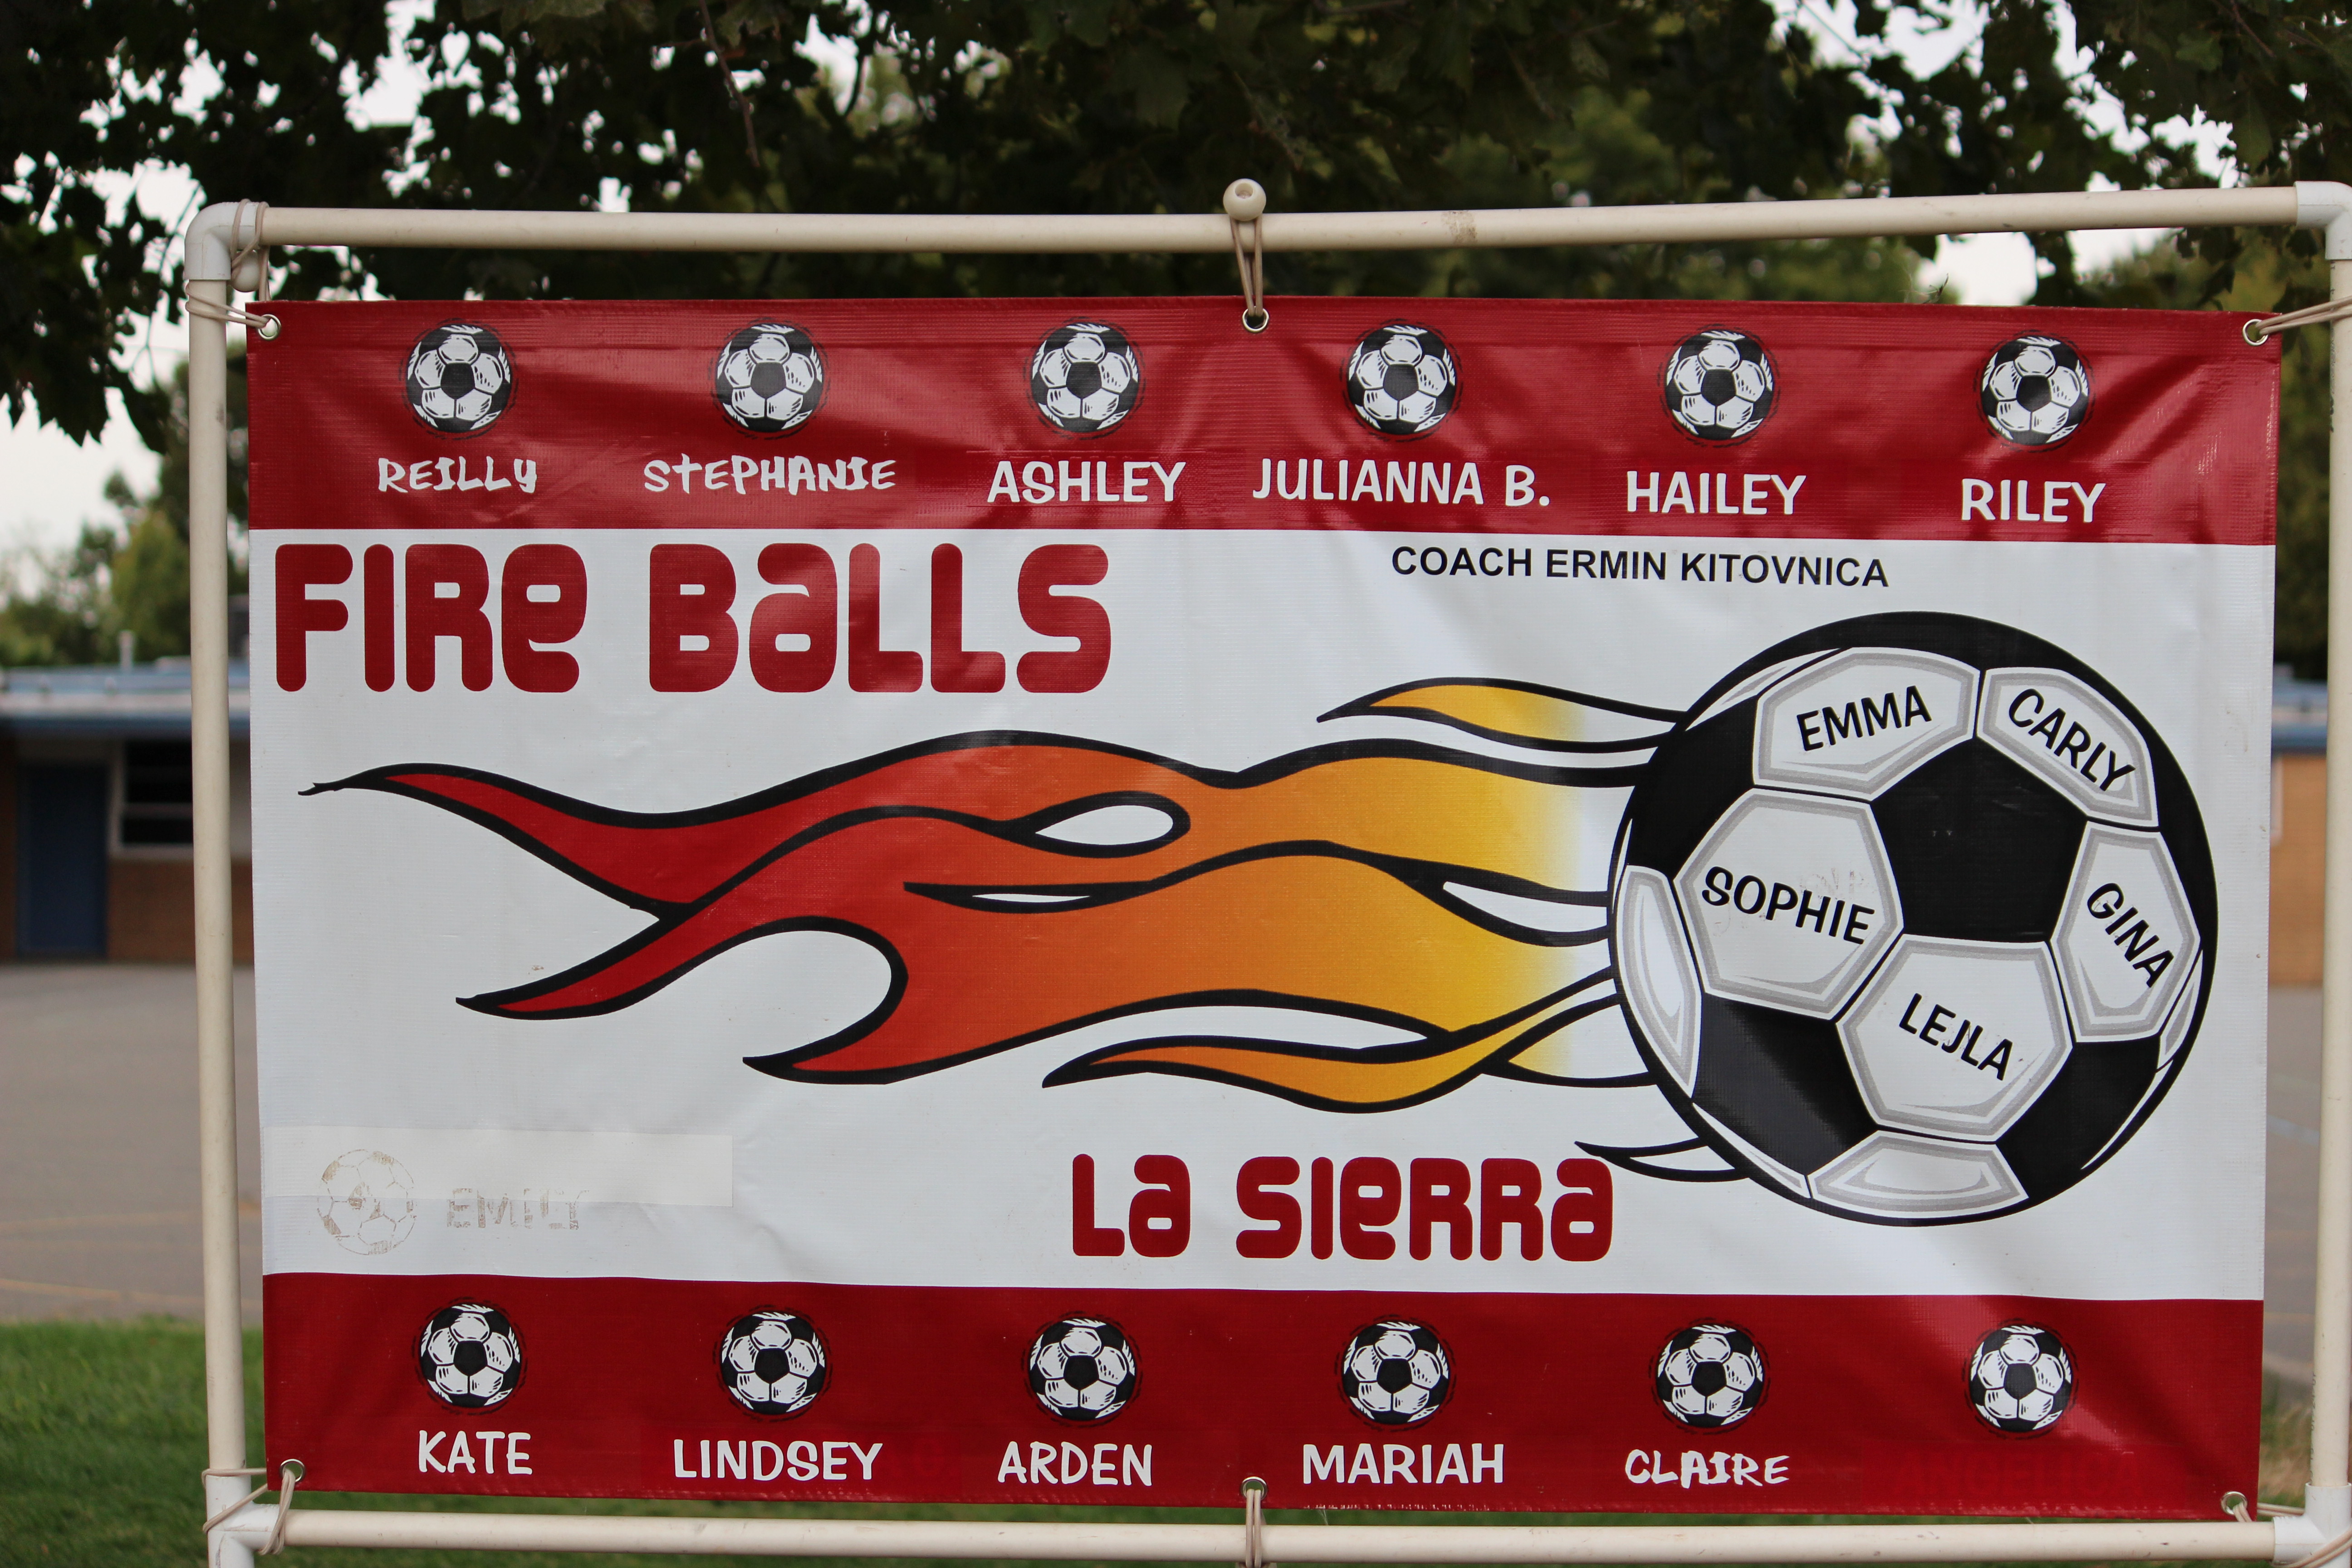 REILLY STEPHANIE ASHLEY JULIANNA B. HAILEY RILEY
FIRE BALLS
COACH ERMIN KITOVNICA
EMMA
CARLY
SOPHIE
GINA
LEJLA
LA SIERRA
EMILY
KATE LINDSEY ARDEN MARIAH CLAIRE